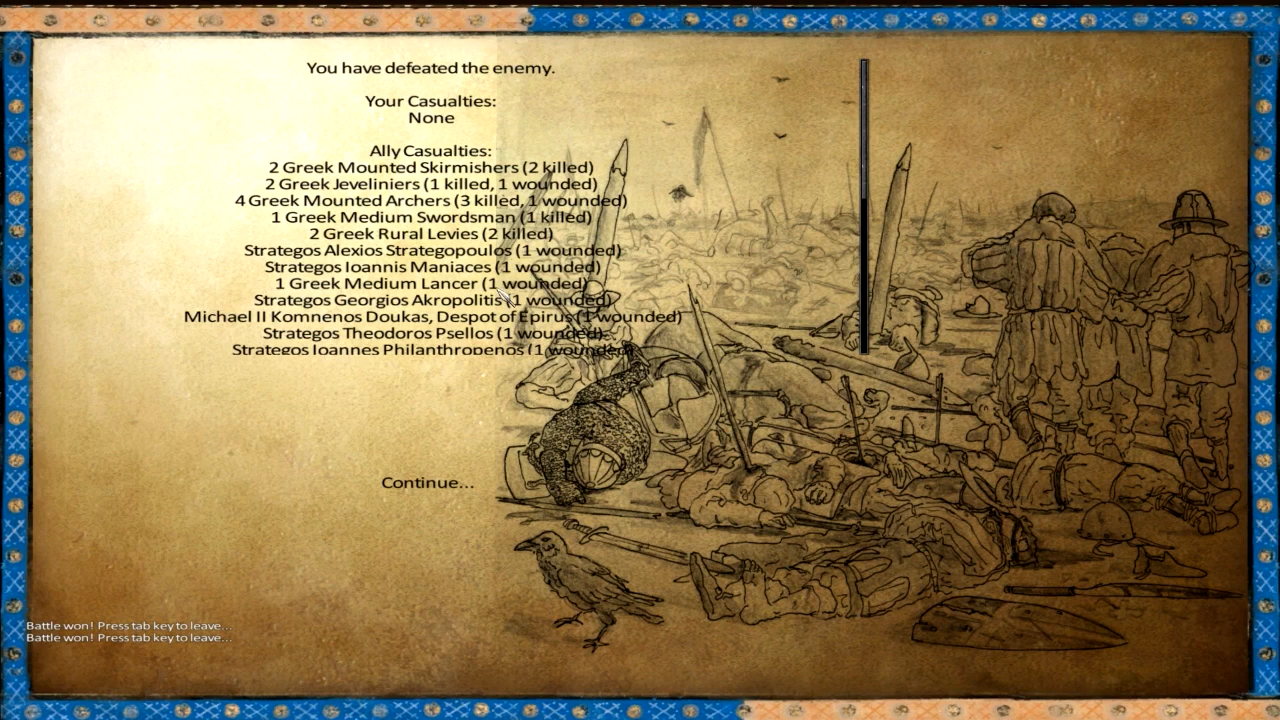 You have defeated the enemy.
Your Casualties:
None
Ally Casualties:
2 Greek Mounted Skirmishers (2 killed)
2 Greek Jeveliniers (1 killed, 1 wounded)
4 Greek Mounted Archers (3 killed, 1 wounded)
1 Greek Medium Swordsman (1 killed)
2 Greek Rural Levies (2 killed)
Strategos Alexios Strategopoulos (1 wounded)
Strategos Ioannis Maniaces (1 wounded)
1 Greek Medium Lancer (1 wounded)
Strategos Georgios Akropolitis (1 wounded)
Michael II Komnenos Doukas, Despot of Epirus (1 wounded)
Strategos Theodoros Psellos (1 wounded)
Strategos Ioannes Philanthropenos (1 wounded)
Continue...
Battle won! Press tab key to leave...
Battle won! Press tab key to leave...